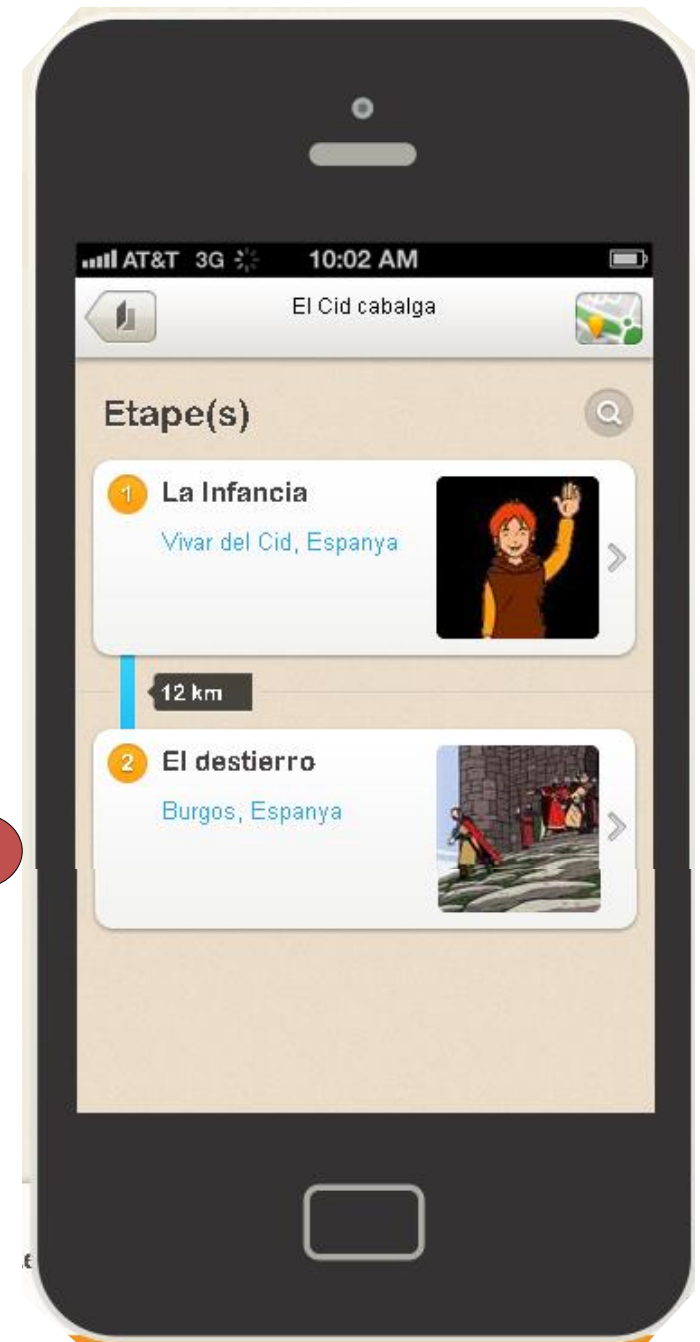 AT&T 3G 10:02 AM
El Cid cabalga
Etape(s)
1 La Infancia
Vivar del Cid, Espanya
12 km
2 El destierro
Burgos, Espanya